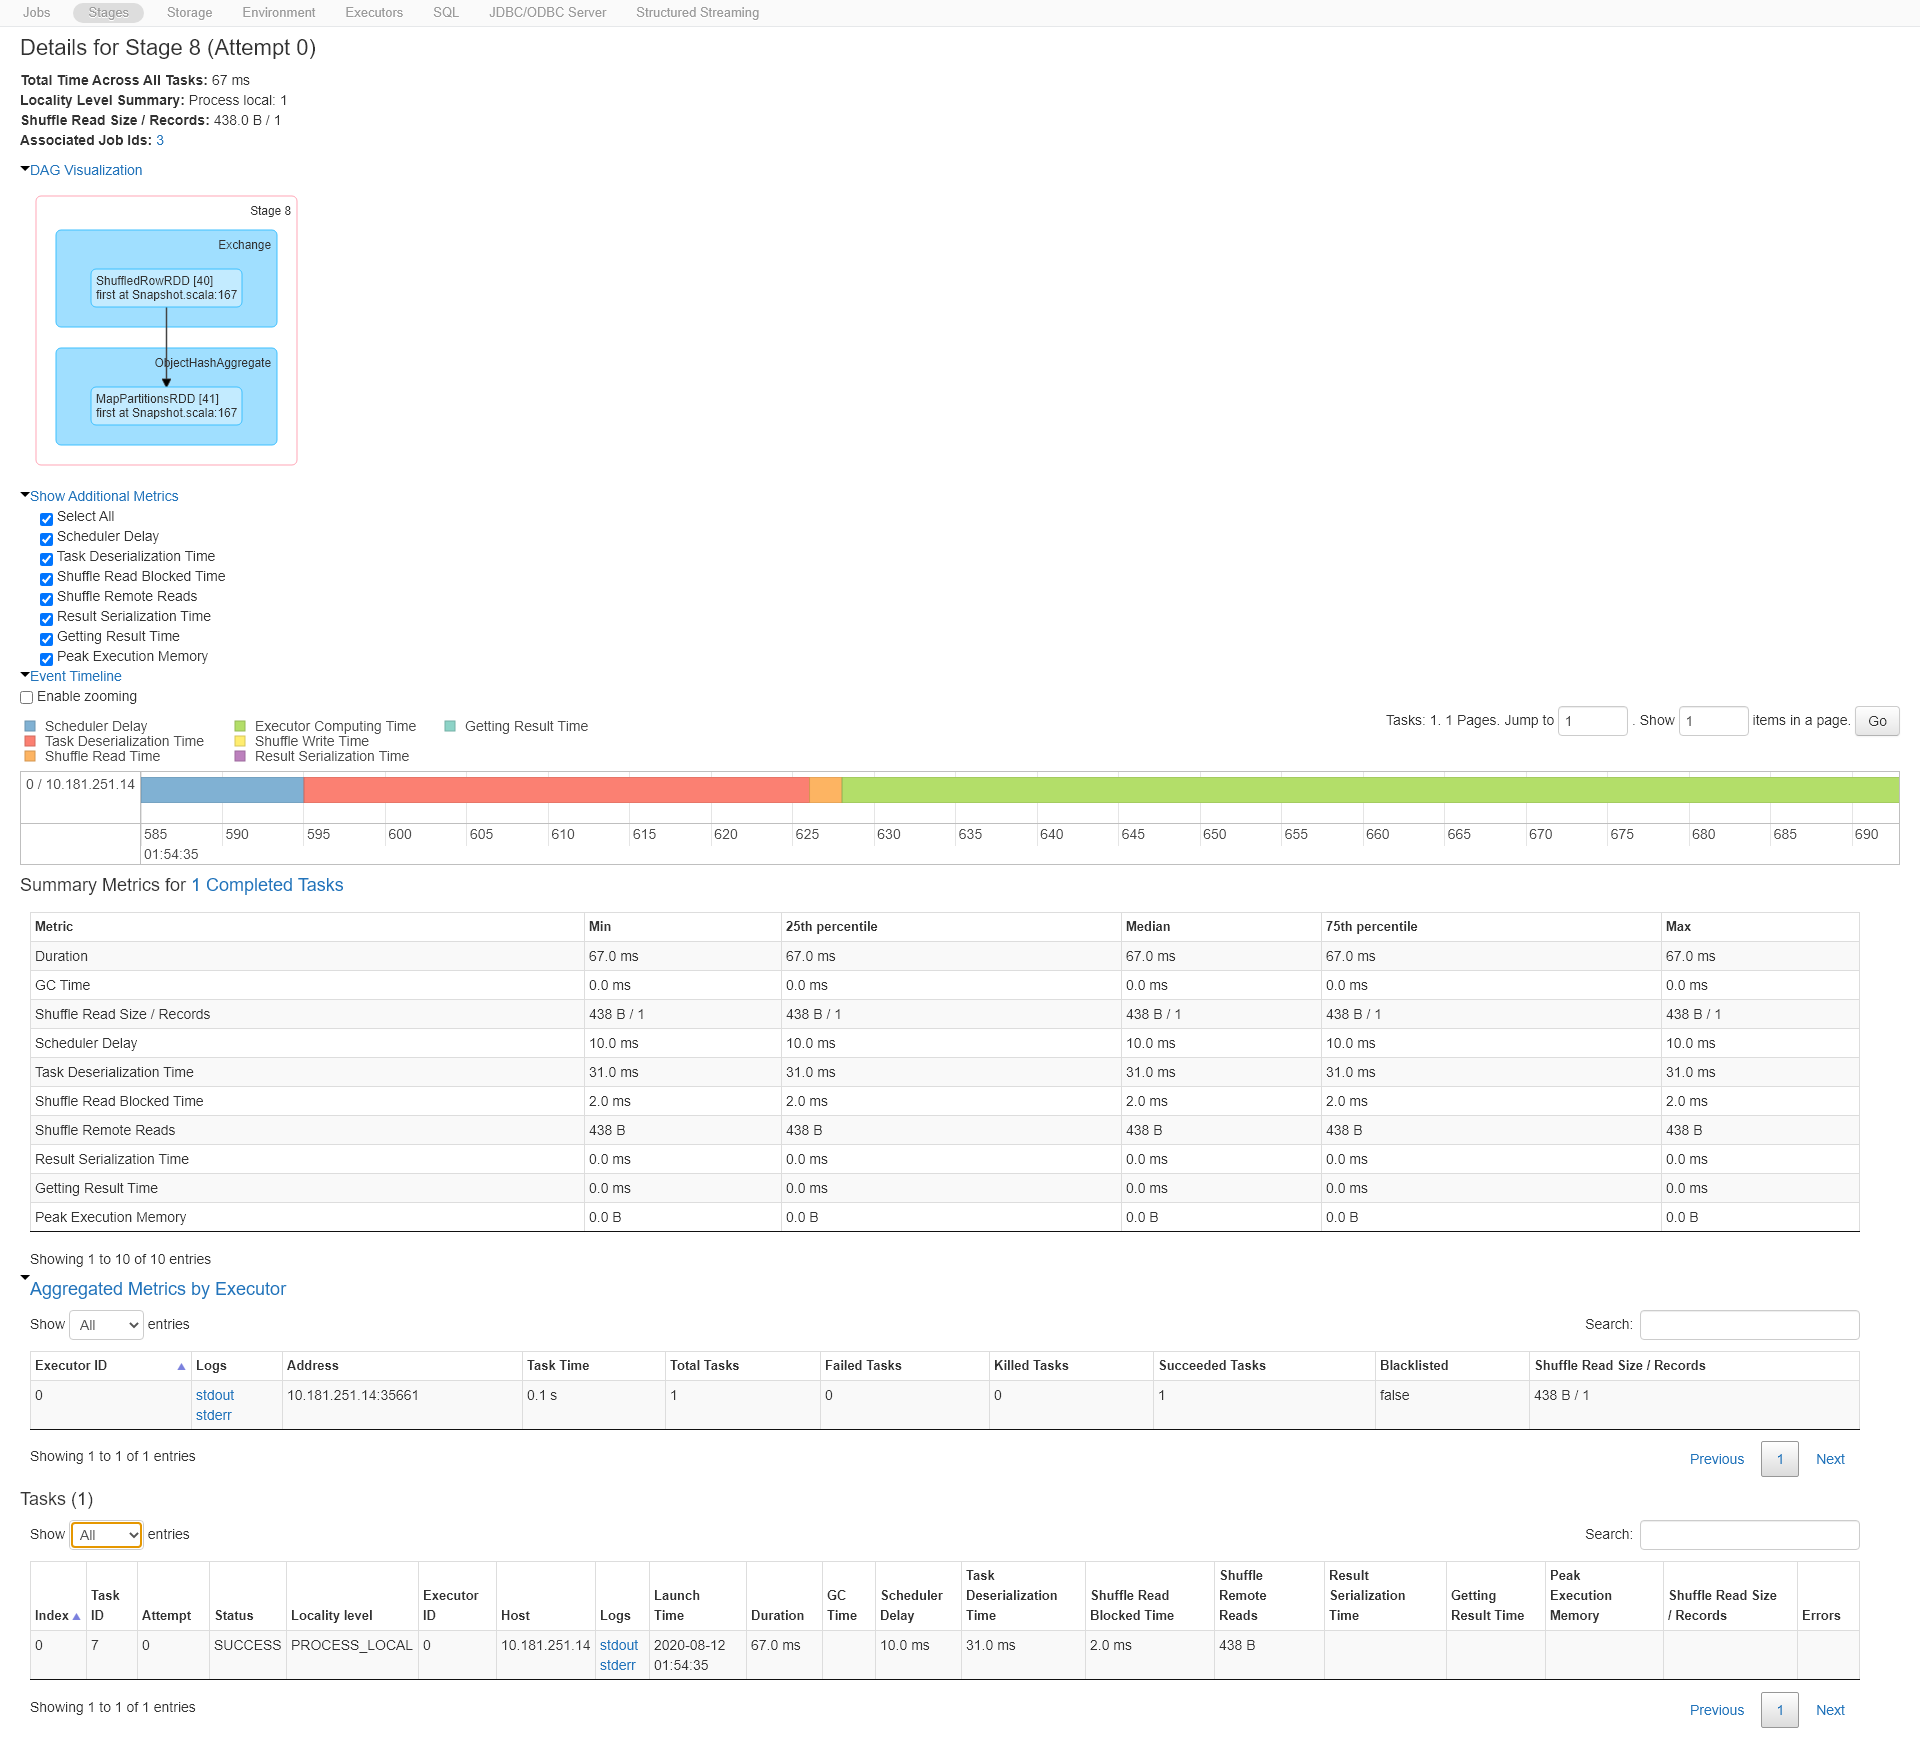 Jobs Stages Storage Environment Executors SQL JDBC/ODBC Server Structured Streaming
Details for Stage 8 (Attempt 0)
Total Time Across All Tasks: 67 ms
Locality Level Summary: Process local: 1
Shuffle Read Size / Records: 438.0 B / 1
Associated Job Ids: 3
DAG Visualization
Stage 8
Exchange
ShuffledRowRDD [40]
first at Snapshot.scala:167
ObjectHashAggregate
MapPartitionsRDD [41]
first at Snapshot.scala:167
Show Additional Metrics
Select All
Scheduler Delay
Task Deserialization Time
Shuffle Read Blocked Time
Shuffle Remote Reads
Result Serialization Time
Getting Result Time
Peak Execution Memory
Event Timeline
Enable zooming
Scheduler Delay Executor Computing Time Getting Result Time
Task Deserialization Time Shuffle Write Time
Shuffle Read Time Result Serialization Time
Tasks: 1. 1 Pages. Jump to 1 . Show 1 items in a page. Go
0 / 10.181.251.14
585 590 595 600 605 610 615 620 625 630 635 640 645 650 655 660 665 670 675 680 685 690
01:54:35
Summary Metrics for 1 Completed Tasks
Metric Min 25th percentile Median 75th percentile Max
Duration 67.0 ms 67.0 ms 67.0 ms 67.0 ms 67.0 ms
GC Time 0.0 ms 0.0 ms 0.0 ms 0.0 ms 0.0 ms
Shuffle Read Size / Records 438 B / 1 438 B / 1 438 B / 1 438 B / 1 438 B / 1
Scheduler Delay 10.0 ms 10.0 ms 10.0 ms 10.0 ms 10.0 ms
Task Deserialization Time 31.0 ms 31.0 ms 31.0 ms 31.0 ms 31.0 ms
Shuffle Read Blocked Time 2.0 ms 2.0 ms 2.0 ms 2.0 ms 2.0 ms
Shuffle Remote Reads 438 B 438 B 438 B 438 B 438 B
Result Serialization Time 0.0 ms 0.0 ms 0.0 ms 0.0 ms 0.0 ms
Getting Result Time 0.0 ms 0.0 ms 0.0 ms 0.0 ms 0.0 ms
Peak Execution Memory 0.0 B 0.0 B 0.0 B 0.0 B 0.0 B
Showing 1 to 10 of 10 entries
Aggregated Metrics by Executor
Show All entries Search:
Executor ID Logs Address Task Time Total Tasks Failed Tasks Killed Tasks Succeeded Tasks Blacklisted Shuffle Read Size / Records
0 stdout 10.181.251.14:35661 0.1 s 1 0 0 1 false 438 B / 1
stderr
Showing 1 to 1 of 1 entries Previous 1 Next
Tasks (1)
Show All entries Search:
Task Shuffle Result Peak
Task Executor Launch GC Scheduler Deserialization Shuffle Read Remote Serialization Getting Execution Shuffle Read Size
Index ID Attempt Status Locality level ID Host Logs Time Duration Time Delay Time Blocked Time Reads Time Result Time Memory / Records Errors
0 7 0 SUCCESS PROCESS_LOCAL 0 10.181.251.14 stdout 2020-08-12 67.0 ms 10.0 ms 31.0 ms 2.0 ms 438 B
stderr 01:54:35
Showing 1 to 1 of 1 entries Previous 1 Next